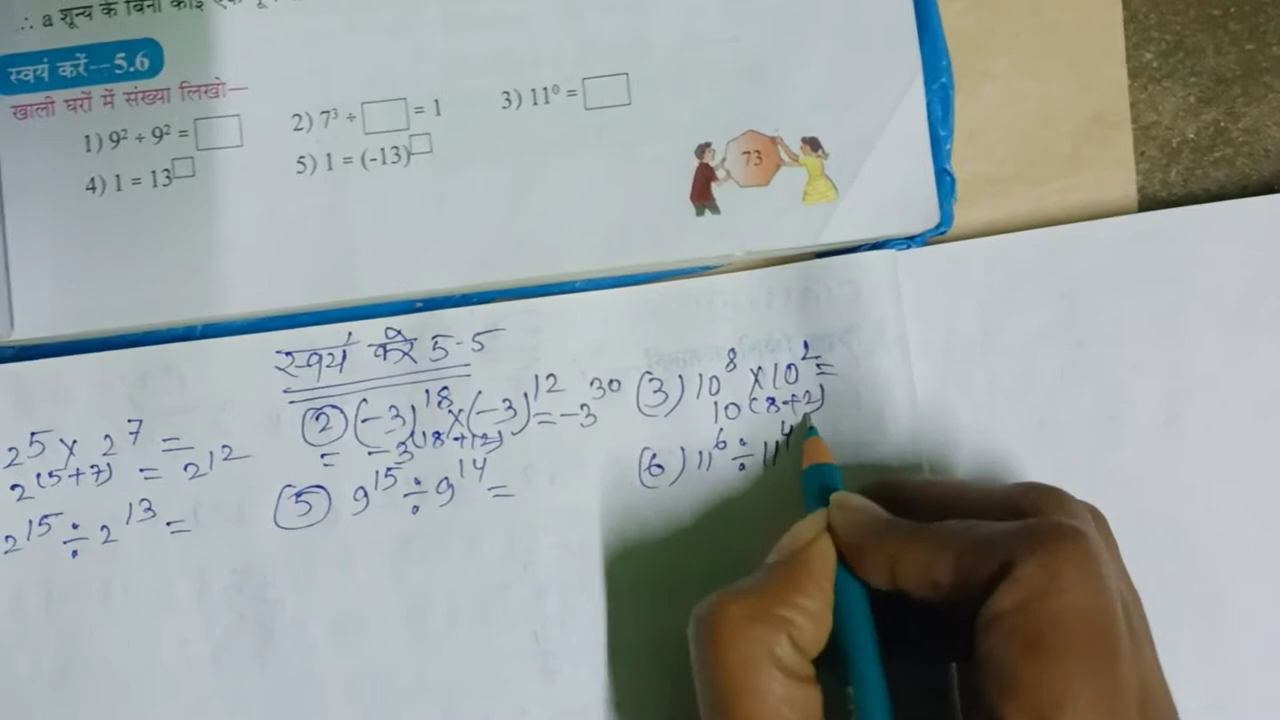 ∴ a शून्य के बिना कोई
स्वयं करें—5.6
खाली घरों में संख्या लिखो—
1) 9² ÷ 9² = □
2) 7³ ÷ □ = 1
3) 11⁰ = □
4) 1 = 13^□
5) 1 = (-13)^□
73
स्वयं करे 5-5
2⁵ × 2⁷ =
2(5+7) = 2¹²
(2) (-3)¹⁸ × (-3)¹² = -3³⁰
= -3(18+12)
(3) 10⁸ × 10² =
10(8+2)
2¹⁵ ÷ 2¹³ =
(5) 9¹⁵ ÷ 9¹⁴ =
(6) 11⁶ ÷ 11⁴